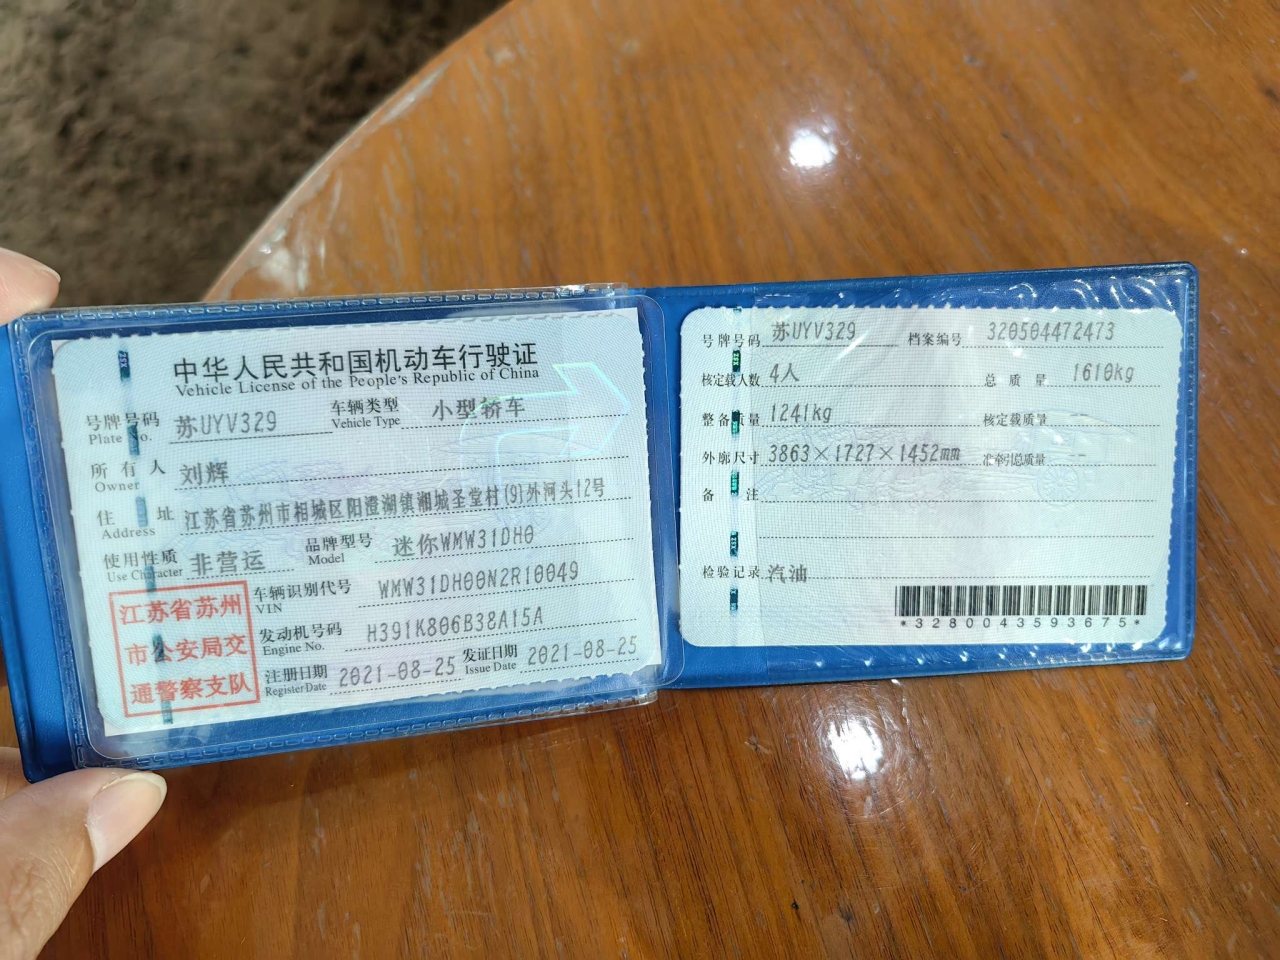 中华人民共和国机动车行驶证
Vehicle License of the People's Republic of China
号牌号码 苏UYV329 车辆类型 小型轿车
Plate No. Vehicle Type
所有人 刘辉
Owner
住址 江苏省苏州市相城区阳澄湖镇湘城圣堂村(9)外河头12号
Address
使用性质 非营运 品牌型号 迷你WMW31DH0
Use Character Model
江苏省苏州
市公安局交
通警察支队
车辆识别代号 WMW31DH00N2R10049
VIN
发动机号码 H391K806B38A15A
Engine No.
注册日期 2021-08-25 发证日期 2021-08-25
Register Date Issue Date
号牌号码 苏UYV329 档案编号 320504472473
核定载人数 4人 总质量 1610kg
整备质量 1241kg 核定载质量 --
外廓尺寸 3863×1727×1452mm 准牵引总质量 --
备注
检验记录 汽油
*3280043593675*